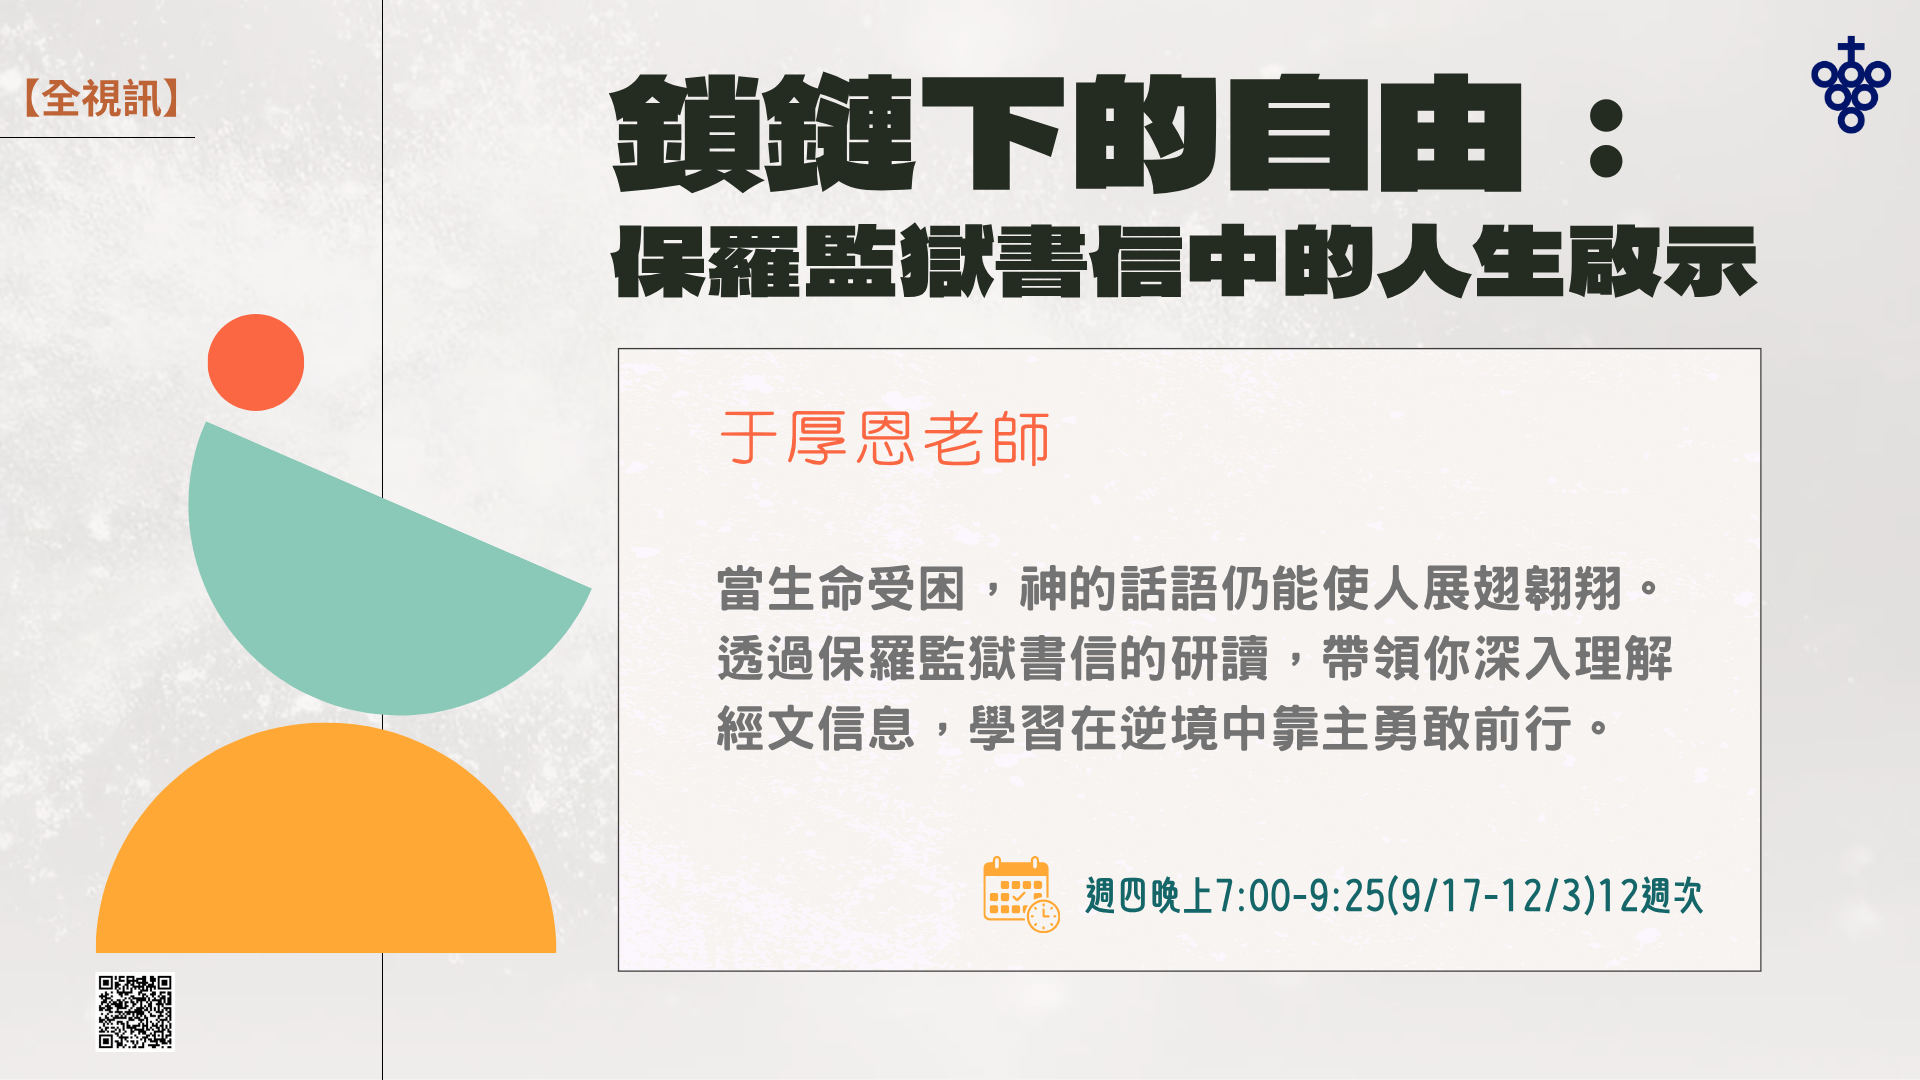 【全視訊】
鎖鏈下的自由：
保羅監獄書信中的人生啟示
于厚恩老師
當生命受困，神的話語仍能使人展翅翱翔。
透過保羅監獄書信的研讀，帶領你深入理解
經文信息，學習在逆境中靠主勇敢前行。
週四晚上7:00-9:25(9/17-12/3)12週次